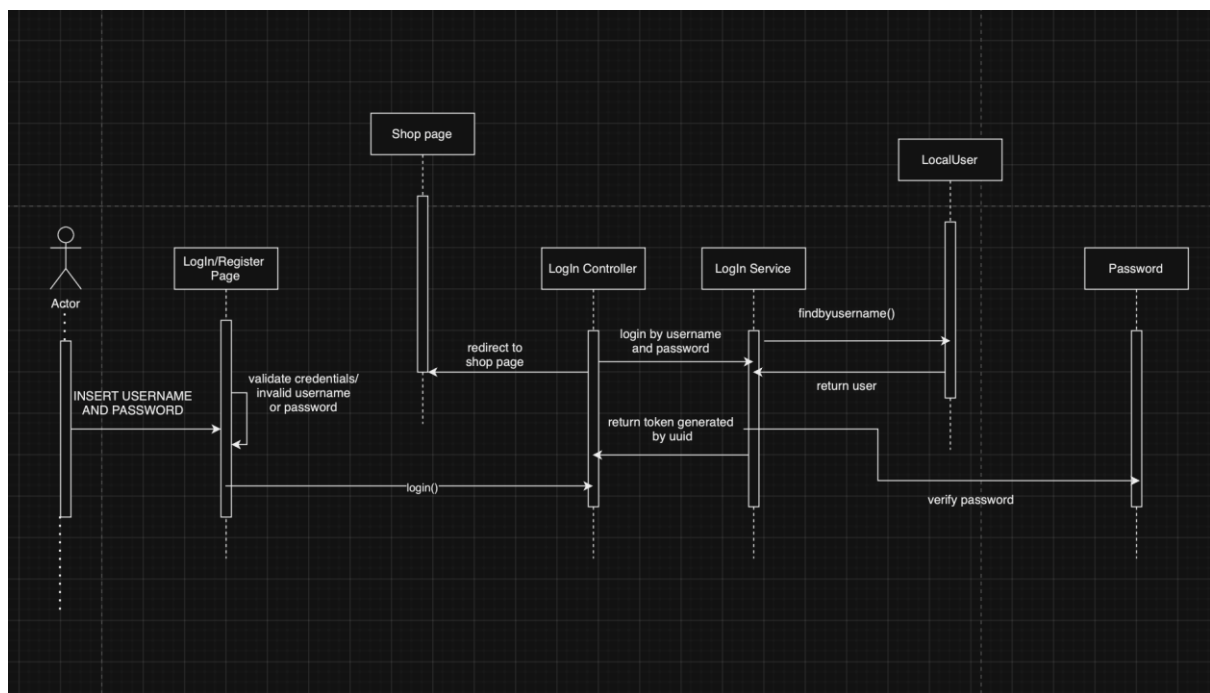 Shop page
LocalUser
Actor
LogIn/Register
Page
LogIn Controller
LogIn Service
Password
findbyusername()
login by username
and password
redirect to
shop page
return user
validate credentials/
invalid username
or password
INSERT USERNAME
AND PASSWORD
return token generated
by uuid
login()
verify password